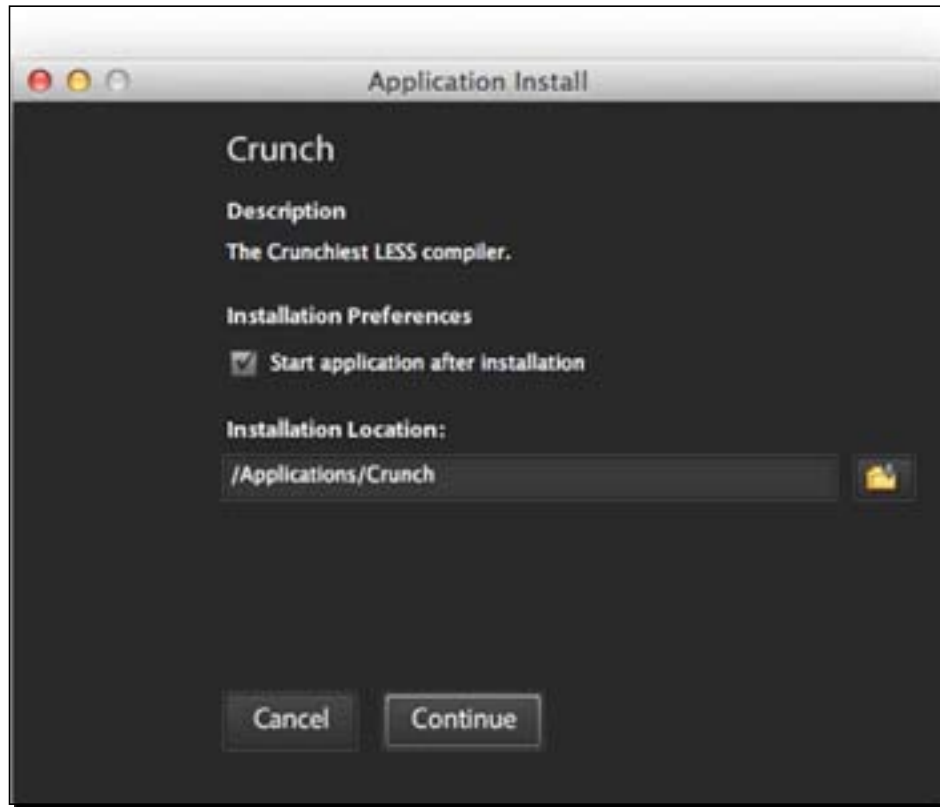 Application Install
Crunch
Description
The Crunchiest LESS compiler.
Installation Preferences
Start application after installation
Installation Location:
/Applications/Crunch
Cancel
Continue